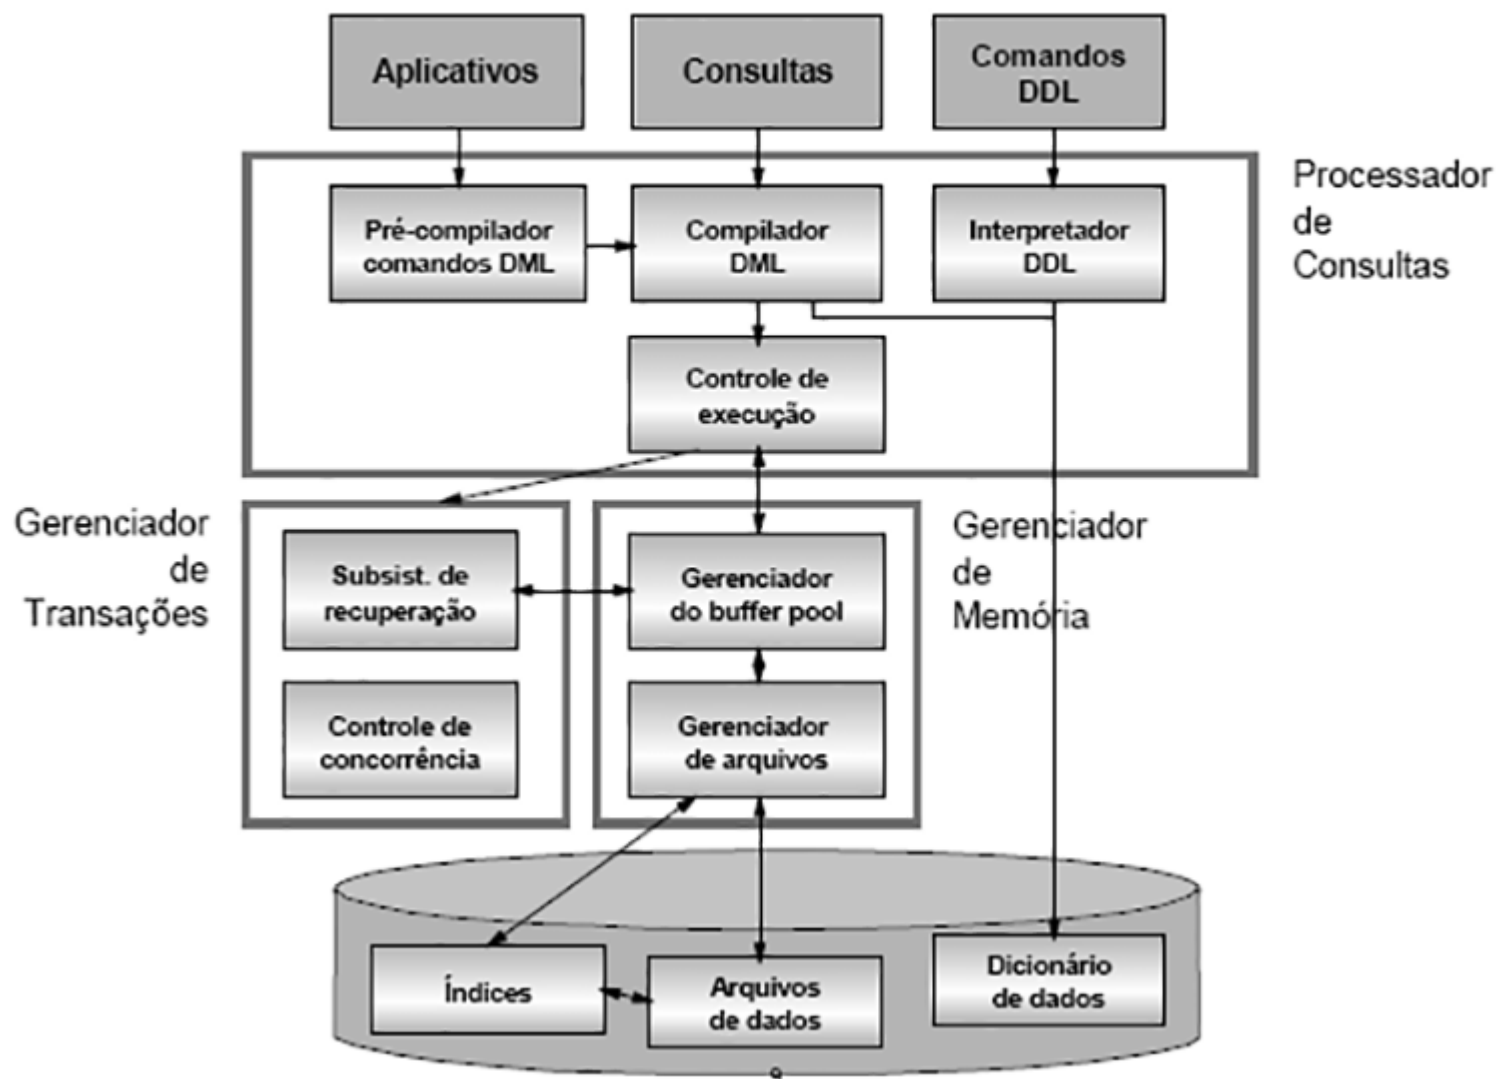 Aplicativos
Consultas
Comandos
DDL
Processador
de
Consultas
Pré-compilador
comandos DML
Compilador
DML
Interpretador
DDL
Controle de
execução
Gerenciador
de
Transações
Subsist. de
recuperação
Gerenciador
do buffer pool
Gerenciador
de
Memória
Controle de
concorrência
Gerenciador
de arquivos
Índices
Arquivos
de dados
Dicionário
de dados